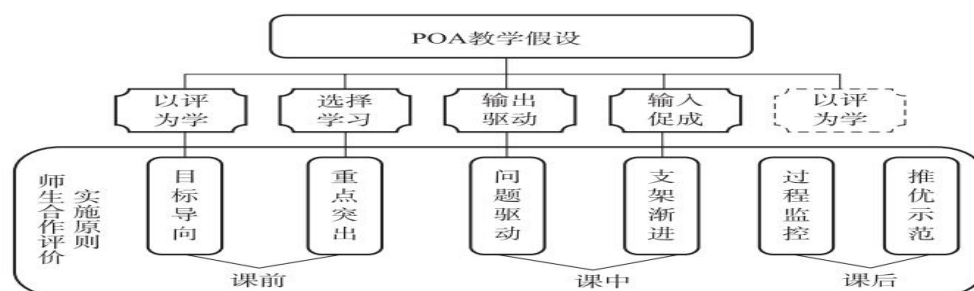 POA教学假设
以评
为学
选择
学习
输出
驱动
输入
促成
以评
为学
师生合作评价
实施原则
目标导向
重点突出
问题驱动
支架渐进
过程监控
推优示范
课前
课中
课后